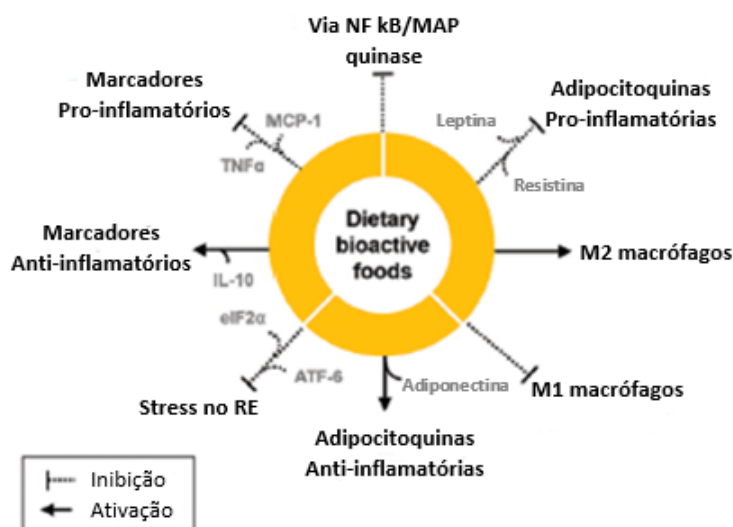 Via NF kB/MAP
quinase
Marcadores
Pro-inflamatórios
Adipocitoquinas
Pro-inflamatórias
MCP-1
TNFα
Leptina
Resistina
Dietary
bioactive
foods
Marcadores
Anti-inflamatórios
IL-10
M2 macrófagos
eIF2α
ATF-6
Stress no RE
Adiponectina
M1 macrófagos
Adipocitoquinas
Anti-inflamatórias
Inibição
Ativação